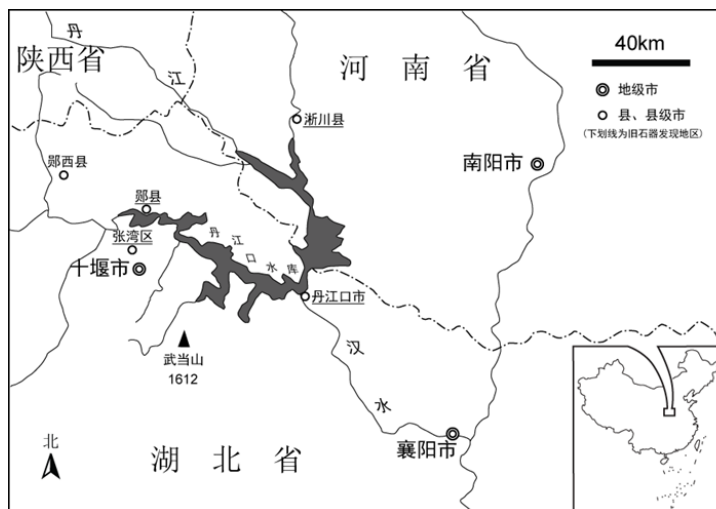 陕西省
丹
江
河南省
40km
地级市
县、县级市
(下划线为旧石器发现地区)
淅川县
南阳市
郧西县
郧县
张湾区
十堰市
丹
江
口
水
库
丹江口市
武当山
1612
汉
水
襄阳市
北
湖北省